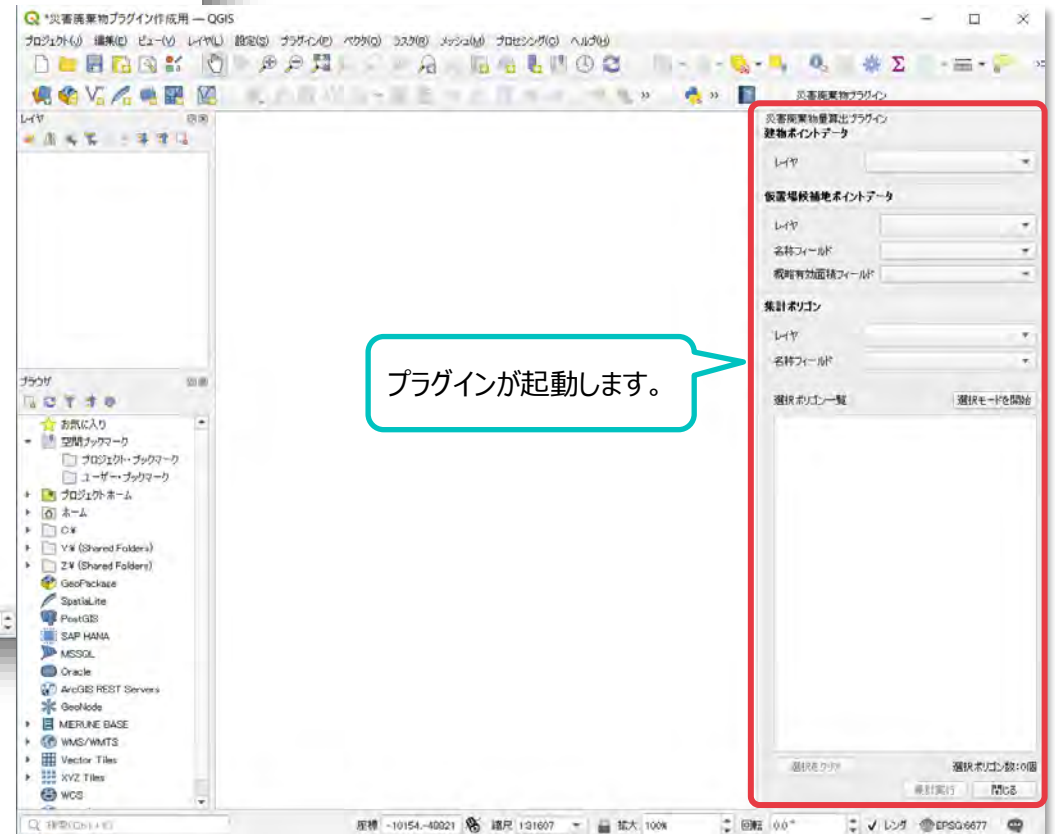 *災害廃棄物プラグイン作成用 — QGIS
プロジェクト(J) 編集(E) ビュー(V) レイヤ(L) 設定(S) プラグイン(P) ベクタ(O) ラスタ(R) メッシュ(M) プロセシング(C) ヘルプ(H)
災害廃棄物プラグイン
レイヤ
ブラウザ
お気に入り
空間ブックマーク
プロジェクト・ブックマーク
ユーザー・ブックマーク
プロジェクトホーム
ホーム
C:¥
Y:¥ (Shared Folders)
Z:¥ (Shared Folders)
GeoPackage
SpatiaLite
PostGIS
SAP HANA
MSSQL
Oracle
ArcGIS REST Servers
GeoNode
MIERUNE BASE
WMS/WMTS
Vector Tiles
XYZ Tiles
WCS
プラグインが起動します。
災害廃棄物量算出プラグイン
建物ポイントデータ
レイヤ
仮置場候補地ポイントデータ
レイヤ
名称フィールド
概略有効面積フィールド
集計ポリゴン
レイヤ
名称フィールド
選択ポリゴン一覧 選択モードを開始
選択をクリア 選択ポリゴン数:0個
集計実行 閉じる
座標 -10154,-40021 縮尺 1:31607 拡大 100% 回転 0.0° レンダ EPSG:6677